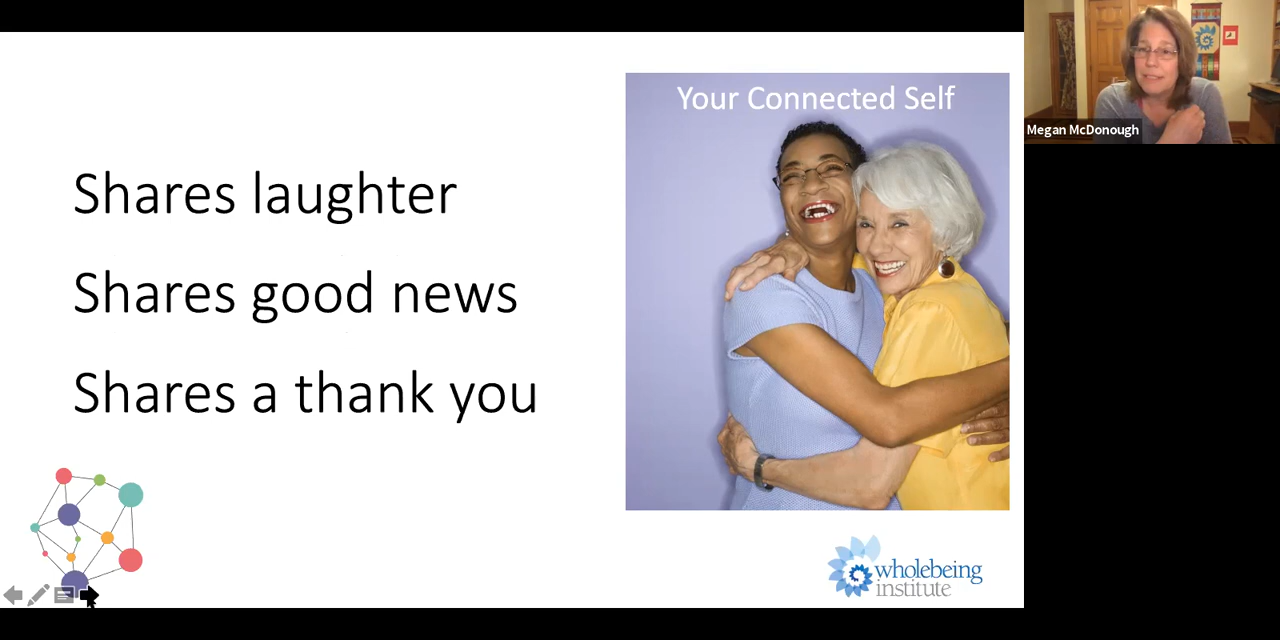 Your Connected Self
Shares laughter
Shares good news
Shares a thank you
wholebeing
institute
Megan McDonough